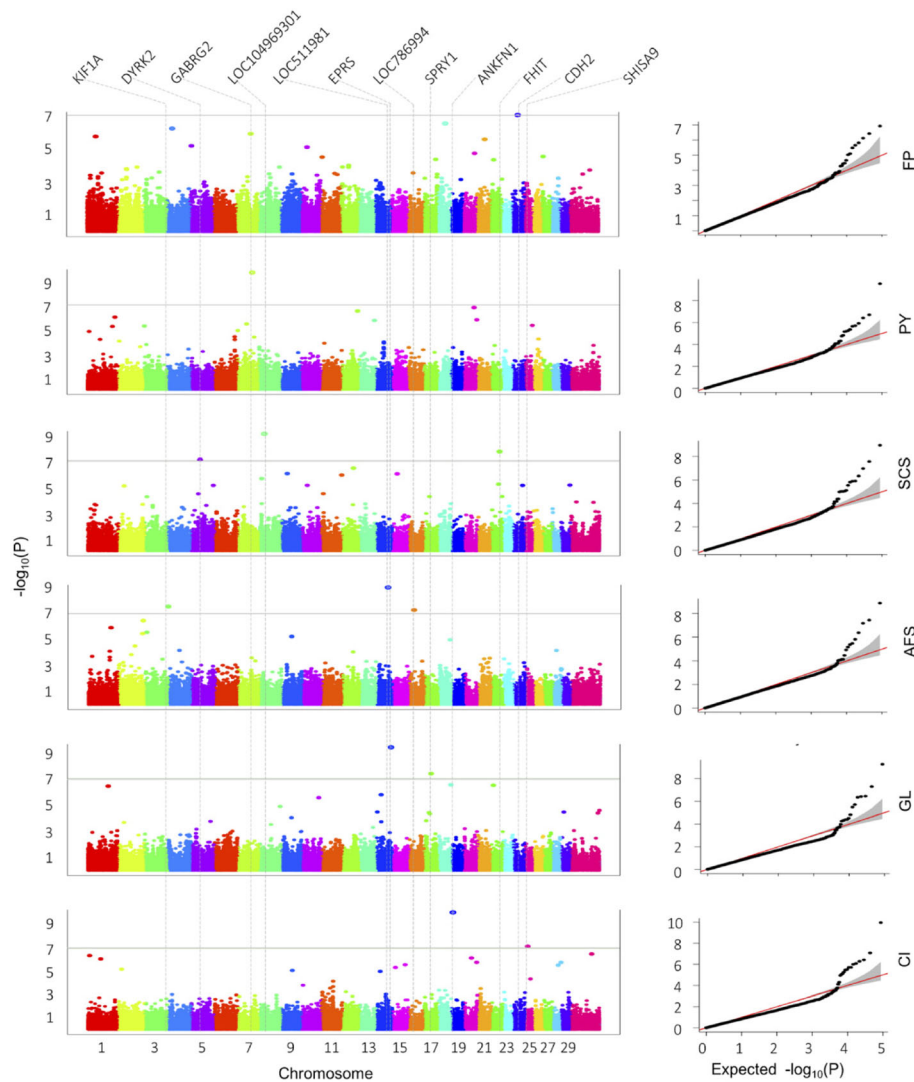 KIF1A
DYRK2
GABRG2
LOC104969301
LOC511981
EPRS
LOC786994
SPRY1
ANKFN1
FHIT
CDH2
SHISA9
7
5
3
1
7
5
3
1
FP
9
7
5
3
1
8
6
4
2
0
PY
9
7
5
3
1
8
6
4
2
0
SCS
-log10(P)
9
7
5
3
1
8
6
4
2
0
AFS
9
7
5
3
1
8
6
4
2
0
GL
9
7
5
3
1
10
8
6
4
2
0
CI
1 3 5 7 9 11 13 15 17 19 21 23 25 27 29
0 1 2 3 4 5
Chromosome
Expected -log10(P)